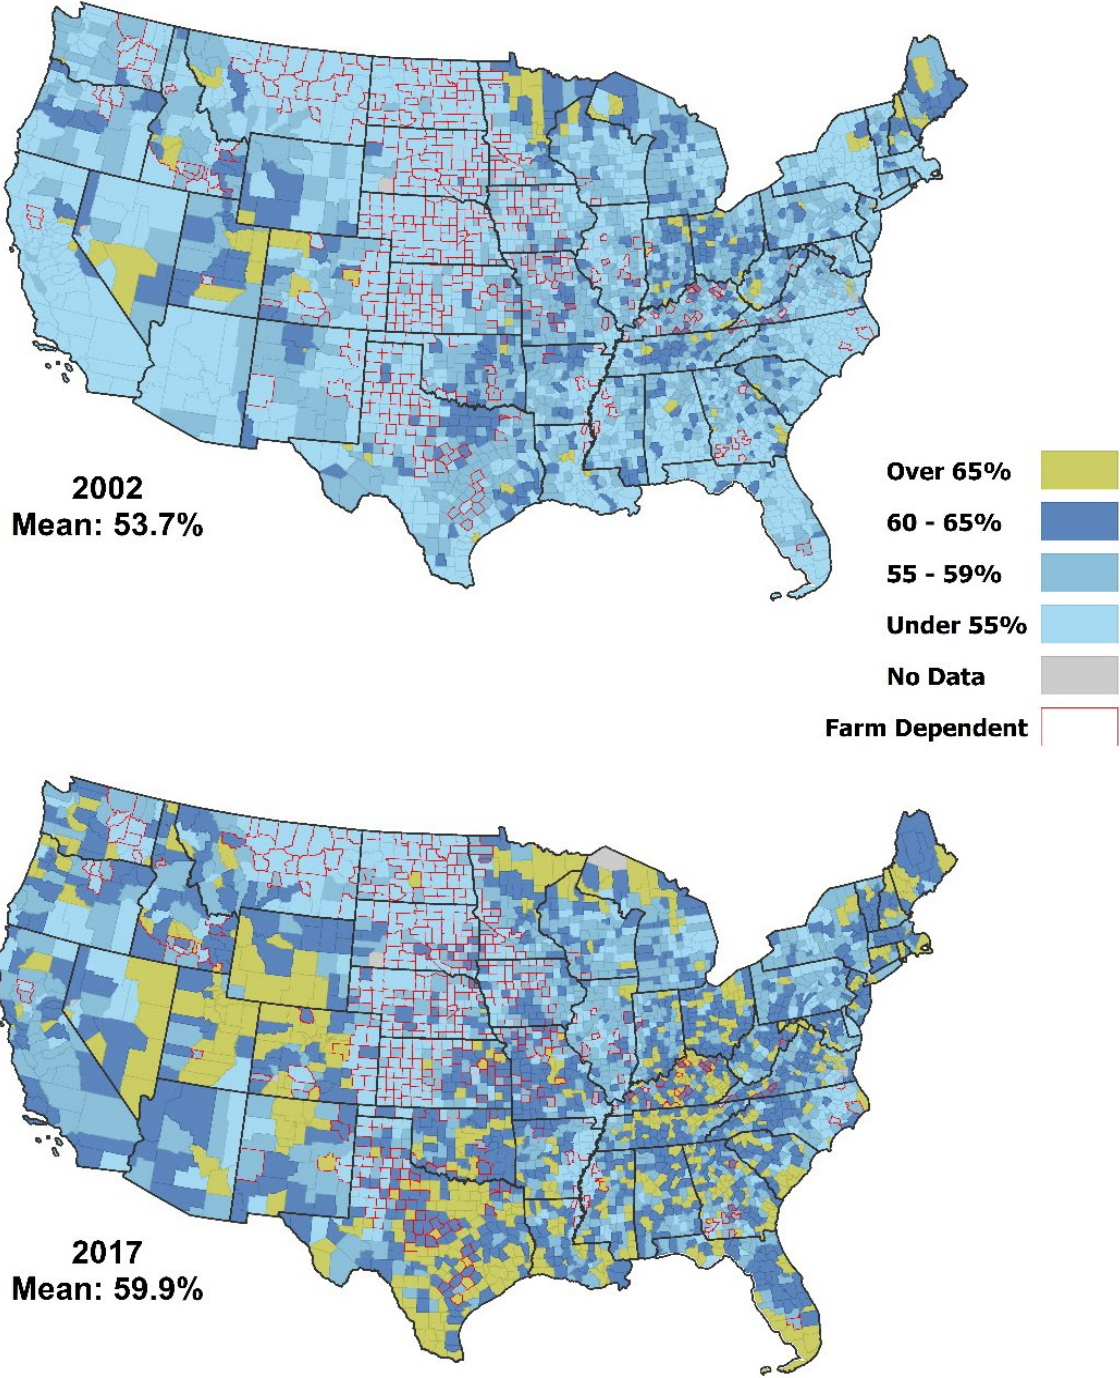 2002
Mean: 53.7%
Over 65%
60 - 65%
55 - 59%
Under 55%
No Data
Farm Dependent
2017
Mean: 59.9%